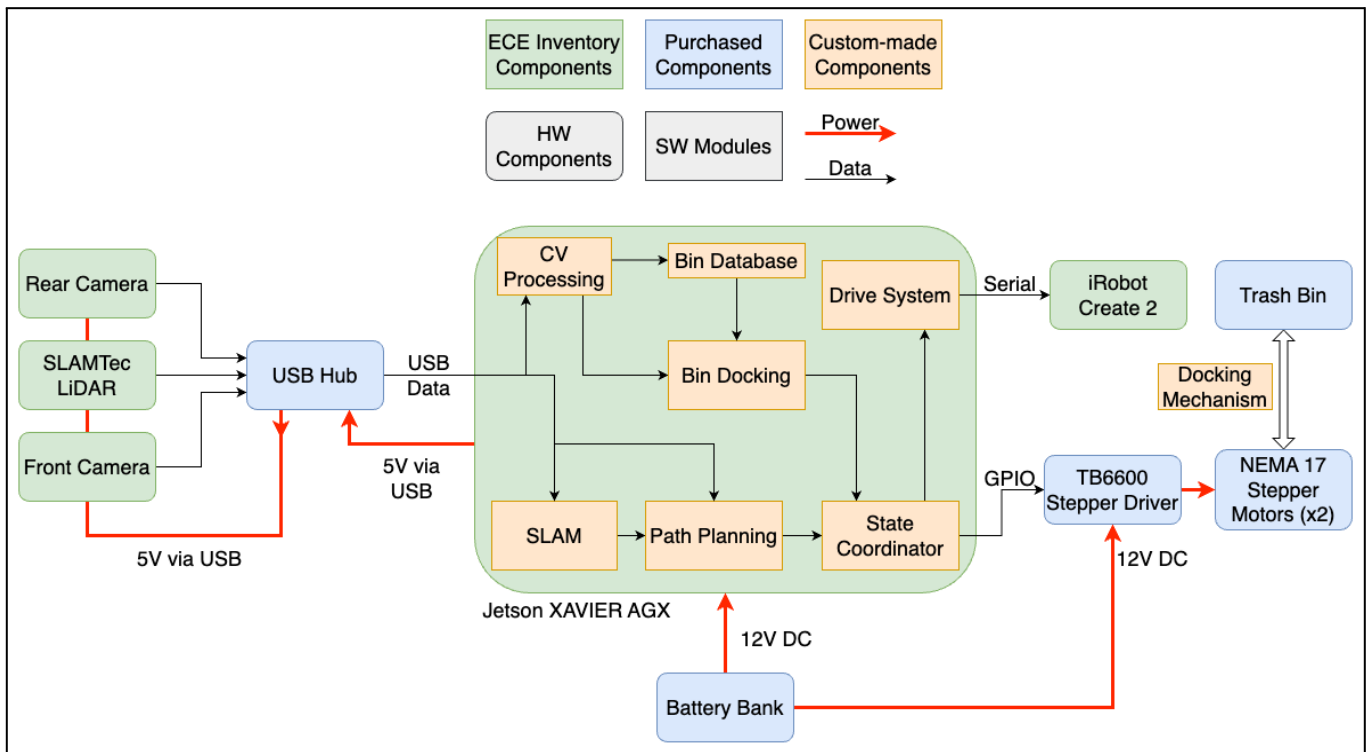 ECE Inventory
Components
Purchased
Components
Custom-made
Components
HW
Components
SW Modules
Power
Data
Rear Camera
SLAMTec
LiDAR
Front Camera
5V via USB
USB Hub
USB
Data
5V via
USB
CV
Processing
Bin Database
Bin Docking
Drive System
SLAM
Path Planning
State
Coordinator
Jetson XAVIER AGX
Serial
iRobot
Create 2
Trash Bin
Docking
Mechanism
GPIO
TB6600
Stepper Driver
NEMA 17
Stepper
Motors (x2)
12V DC
12V DC
Battery Bank